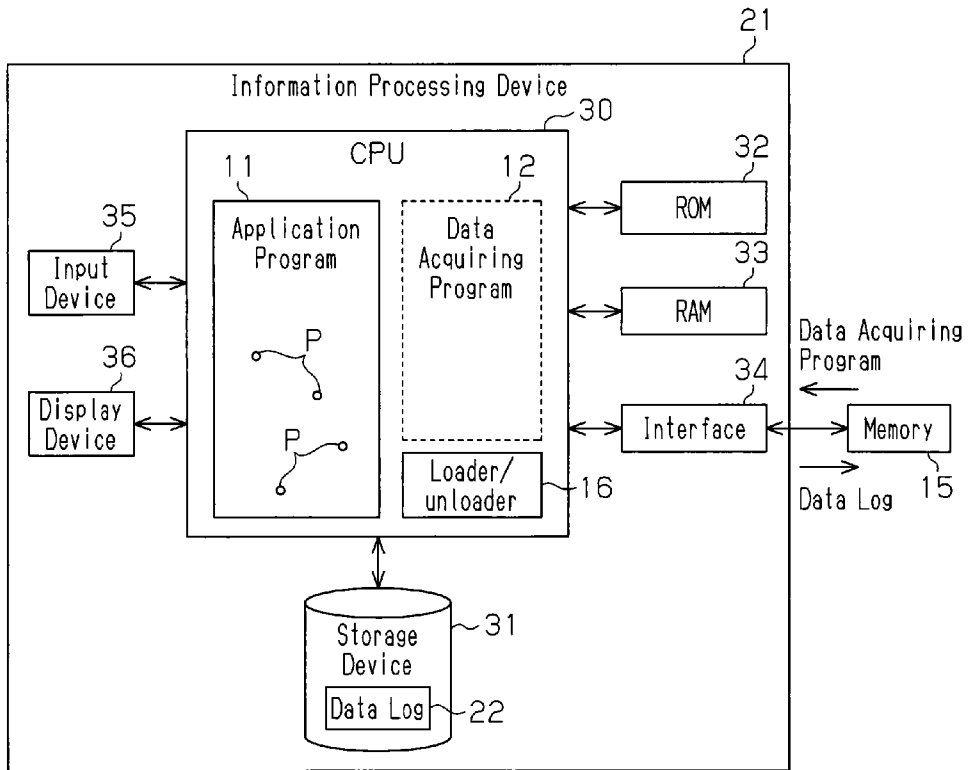 21
Information Processing Device
30
CPU
11
12
32
ROM
Application
Program
Data
Acquiring
Program
35
Input
Device
33
RAM
P
Data Acquiring
Program
36
Display
Device
34
Interface
Memory
15
P
Loader/
unloader
16
Data Log
31
Storage
Device
Data Log
22